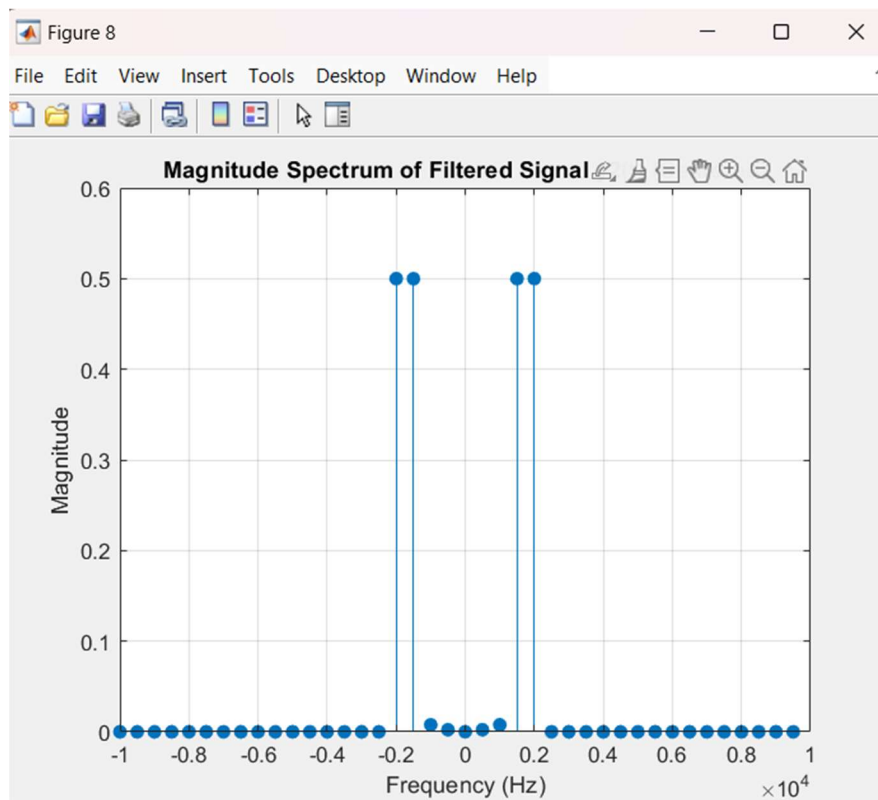 Figure 8
File Edit View Insert Tools Desktop Window Help
Magnitude Spectrum of Filtered Signal
0.6
0.5
0.4
0.3
0.2
0.1
0
Magnitude
-1 -0.8 -0.6 -0.4 -0.2 0 0.2 0.4 0.6 0.8 1
Frequency (Hz)
×10⁴